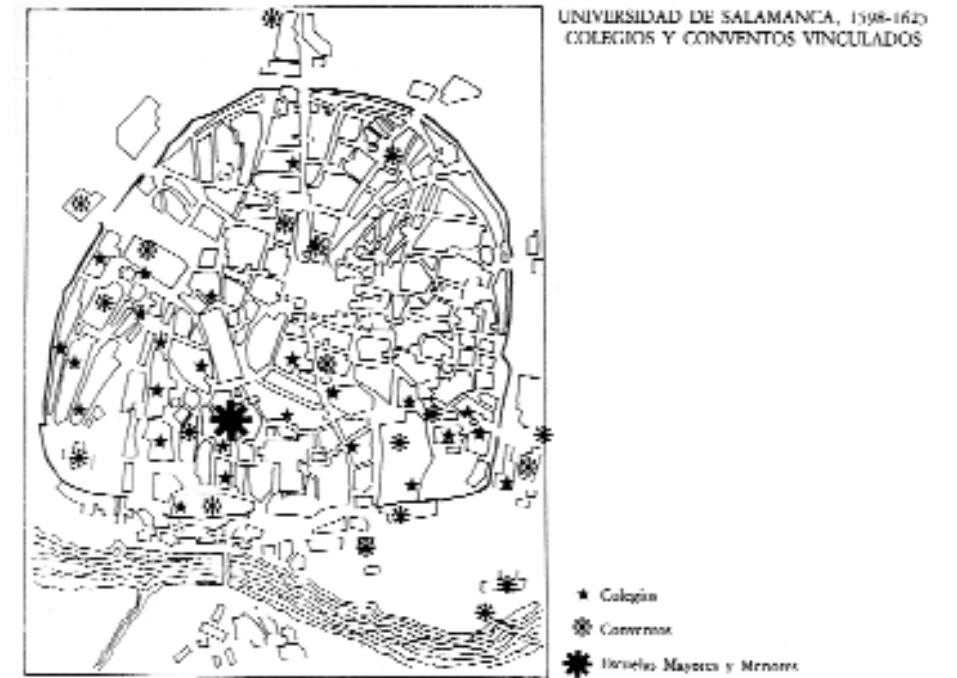 UNIVERSIDAD DE SALAMANCA, 1598-1625
COLEGIOS Y CONVENTOS VINCULADOS
Colegios
Conventos
Escuelas Mayores y Menores